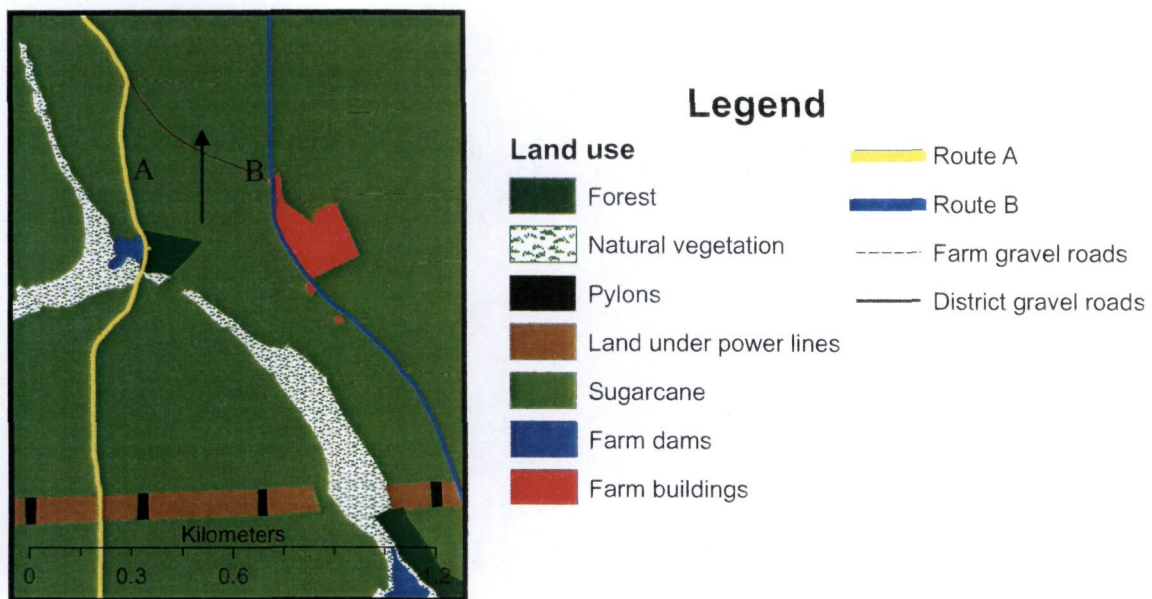 A
B
Kilometers
0 0.3 0.6 1.2
Legend
Land use
Forest
Natural vegetation
Pylons
Land under power lines
Sugarcane
Farm dams
Farm buildings
Route A
Route B
Farm gravel roads
District gravel roads